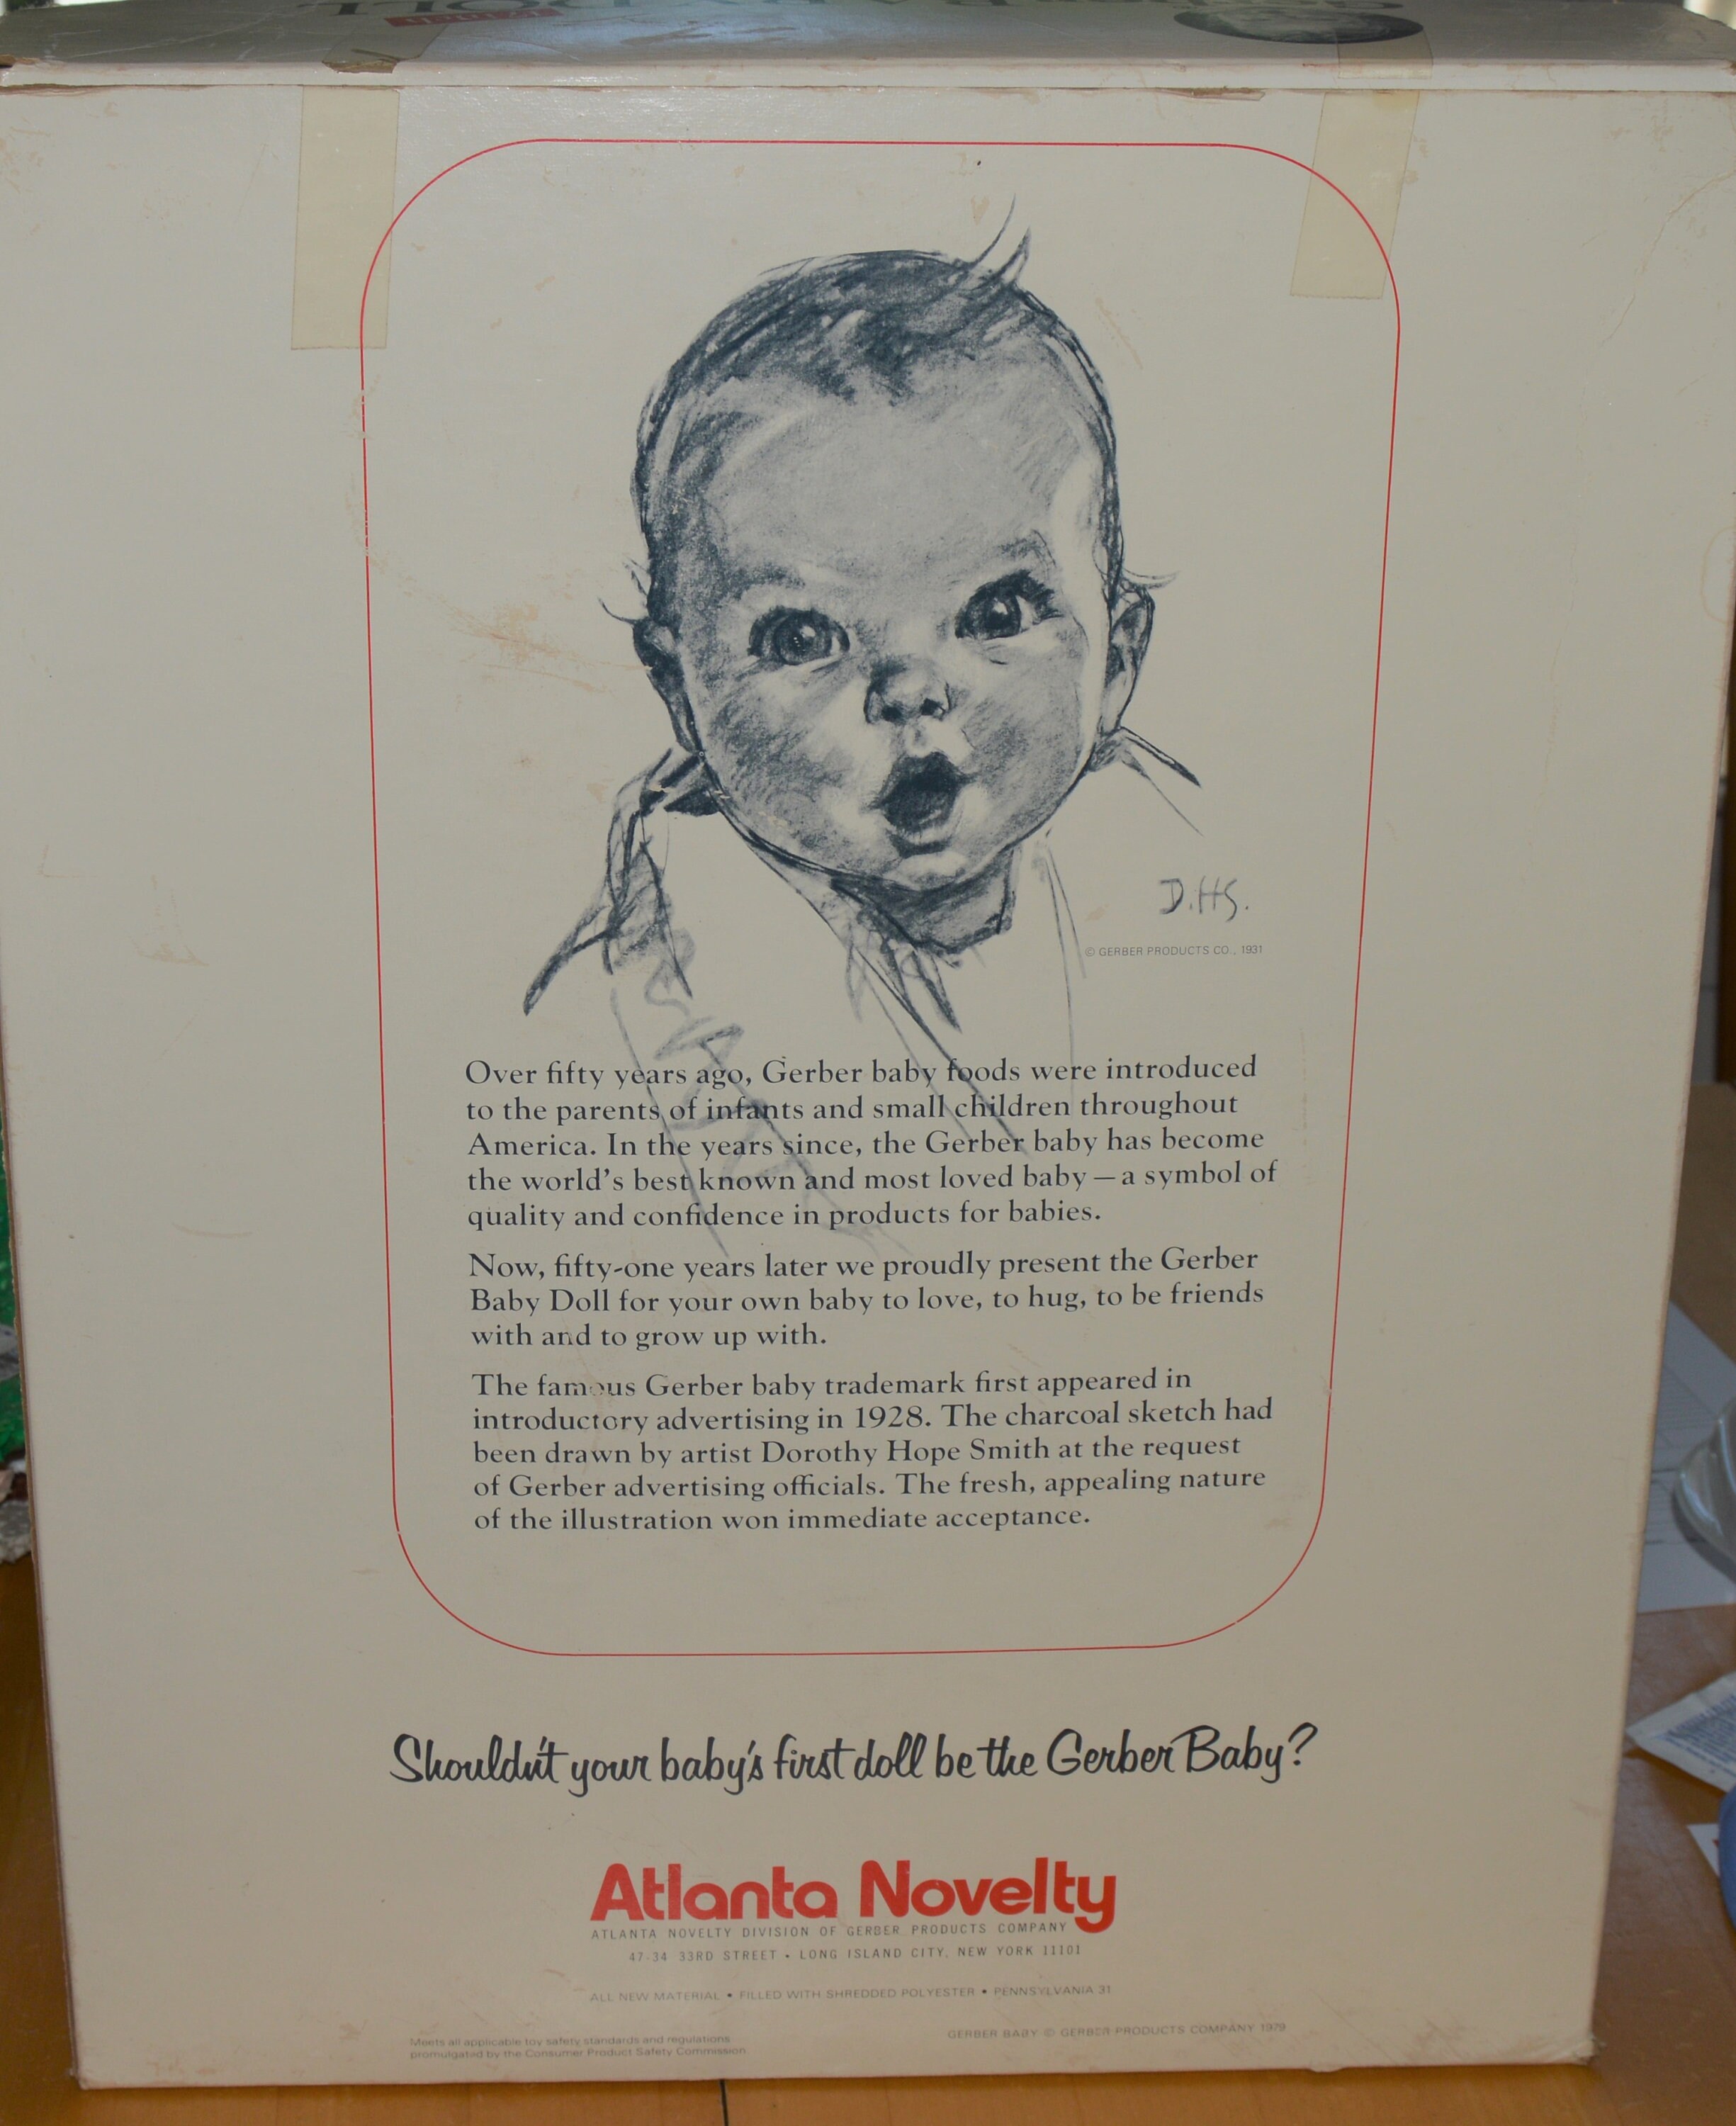 BABY DOLL
D.HS.
© GERBER PRODUCTS CO., 1931
Over fifty years ago, Gerber baby foods were introduced
to the parents of infants and small children throughout
America. In the years since, the Gerber baby has become
the world's best known and most loved baby — a symbol of
quality and confidence in products for babies.
Now, fifty-one years later we proudly present the Gerber
Baby Doll for your own baby to love, to hug, to be friends
with and to grow up with.
The famous Gerber baby trademark first appeared in
introductory advertising in 1928. The charcoal sketch had
been drawn by artist Dorothy Hope Smith at the request
of Gerber advertising officials. The fresh, appealing nature
of the illustration won immediate acceptance.
Shouldn't your baby's first doll be the Gerber Baby?
Atlanta Novelty
ATLANTA NOVELTY DIVISION OF GERBER PRODUCTS COMPANY
47-34 33RD STREET • LONG ISLAND CITY, NEW YORK 11101
ALL NEW MATERIAL • FILLED WITH SHREDDED POLYESTER • PENNSYLVANIA 31
Meets all applicable toy safety standards and regulations
promulgated by the Consumer Product Safety Commission.
GERBER BABY © GERBER PRODUCTS COMPANY 1979